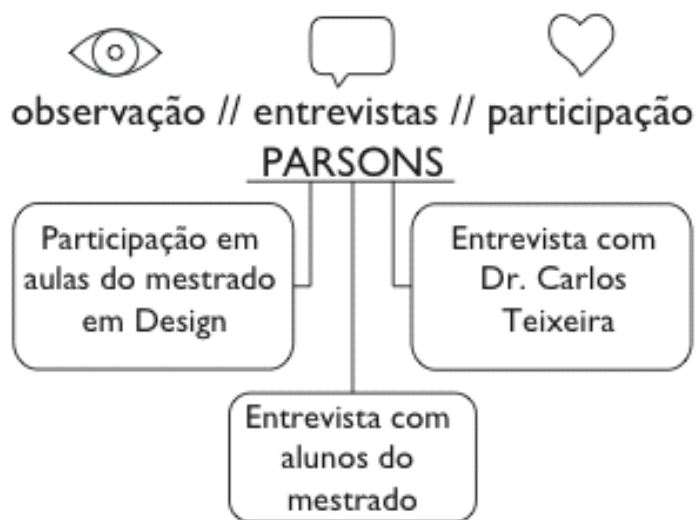 observação // entrevistas // participação
PARSONS
Participação em
aulas do mestrado
em Design
Entrevista com
Dr. Carlos
Teixeira
Entrevista com
alunos do
mestrado